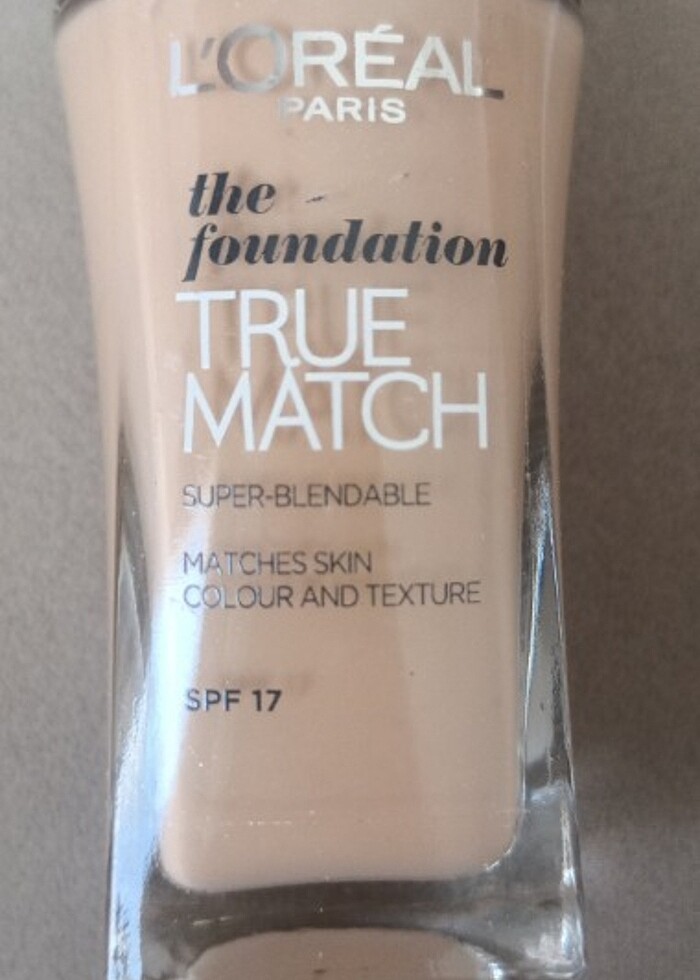 L'ORÉAL
PARIS
the
foundation
TRUE
MATCH
SUPER-BLENDABLE
MATCHES SKIN
COLOUR AND TEXTURE
SPF 17